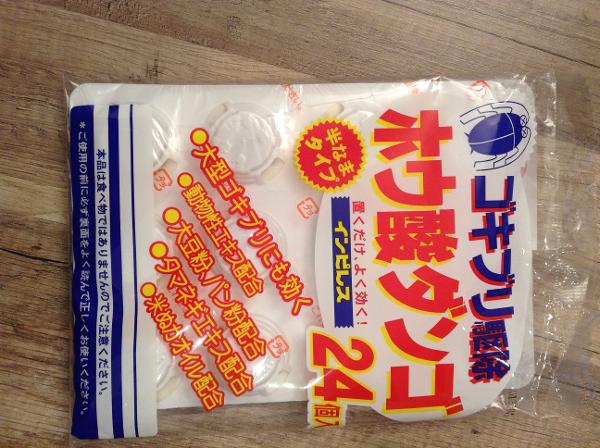 ゴキブリ駆除
ホウ酸ダンゴ
半なま
タイプ
置くだけ、よく効く!
インピレス
24個入
●大型ゴキブリにも効く
●動物性エキス配合
●大豆粉、パン粉配合
●タマネギエキス配合
●米ぬかオイル配合
本品は食べ物ではありませんのでご注意ください。
*ご使用の前に必ず裏面をよく読んで正しくお使いください。